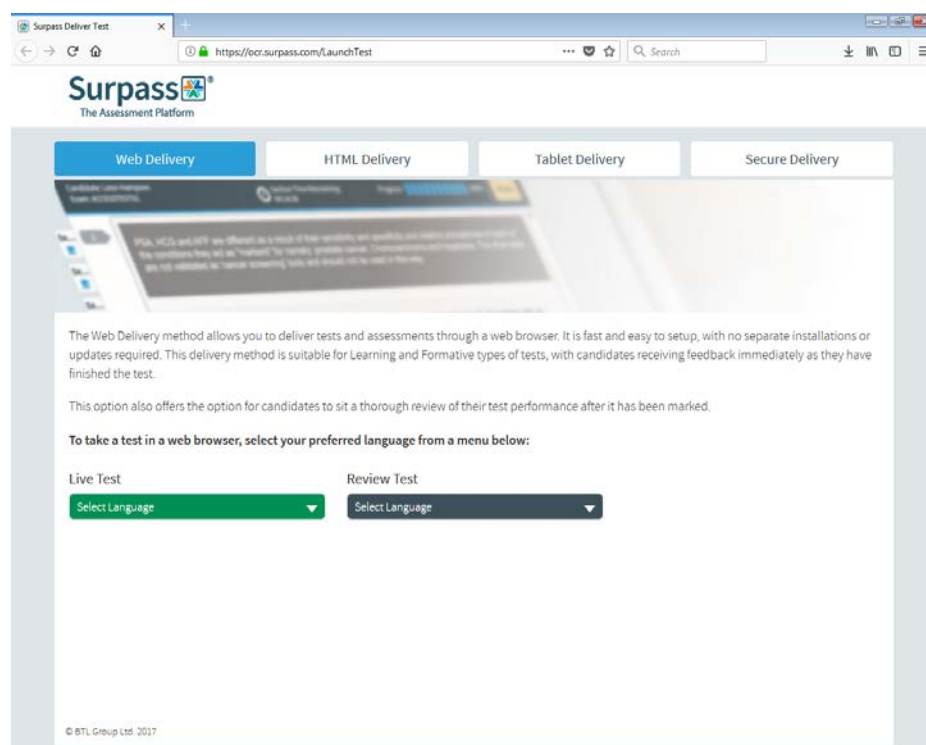 Surpass Deliver Test
https://ocr.surpass.com/LaunchTest
Search
Surpass®
The Assessment Platform
Web Delivery
HTML Delivery
Tablet Delivery
Secure Delivery
The Web Delivery method allows you to deliver tests and assessments through a web browser. It is fast and easy to setup, with no separate installations or
updates required. This delivery method is suitable for Learning and Formative types of tests, with candidates receiving feedback immediately as they have
finished the test.
This option also offers the option for candidates to sit a thorough review of their test performance after it has been marked.
To take a test in a web browser, select your preferred language from a menu below:
Live Test
Review Test
Select Language
Select Language
© BTL Group Ltd. 2017